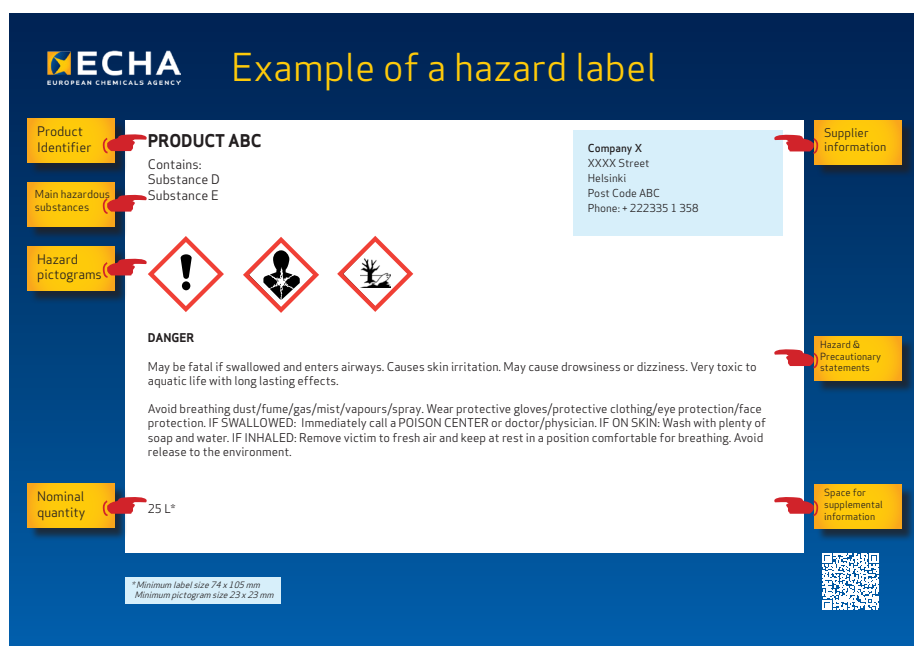 ECHA
EUROPEAN CHEMICALS AGENCY
Example of a hazard label
Product
Identifier
Main hazardous
substances
Hazard
pictograms
Nominal
quantity
PRODUCT ABC
Contains:
Substance D
Substance E
Company X
XXXX Street
Helsinki
Post Code ABC
Phone: + 222335 1 358
DANGER
May be fatal if swallowed and enters airways. Causes skin irritation. May cause drowsiness or dizziness. Very toxic to
aquatic life with long lasting effects.
Avoid breathing dust/fume/gas/mist/vapours/spray. Wear protective gloves/protective clothing/eye protection/face
protection. IF SWALLOWED: Immediately call a POISON CENTER or doctor/physician. IF ON SKIN: Wash with plenty of
soap and water. IF INHALED: Remove victim to fresh air and keep at rest in a position comfortable for breathing. Avoid
release to the environment.
25 L*
Supplier
information
Hazard &
Precautionary
statements
Space for
supplemental
information
* Minimum label size 74 x 105 mm
Minimum pictogram size 23 x 23 mm